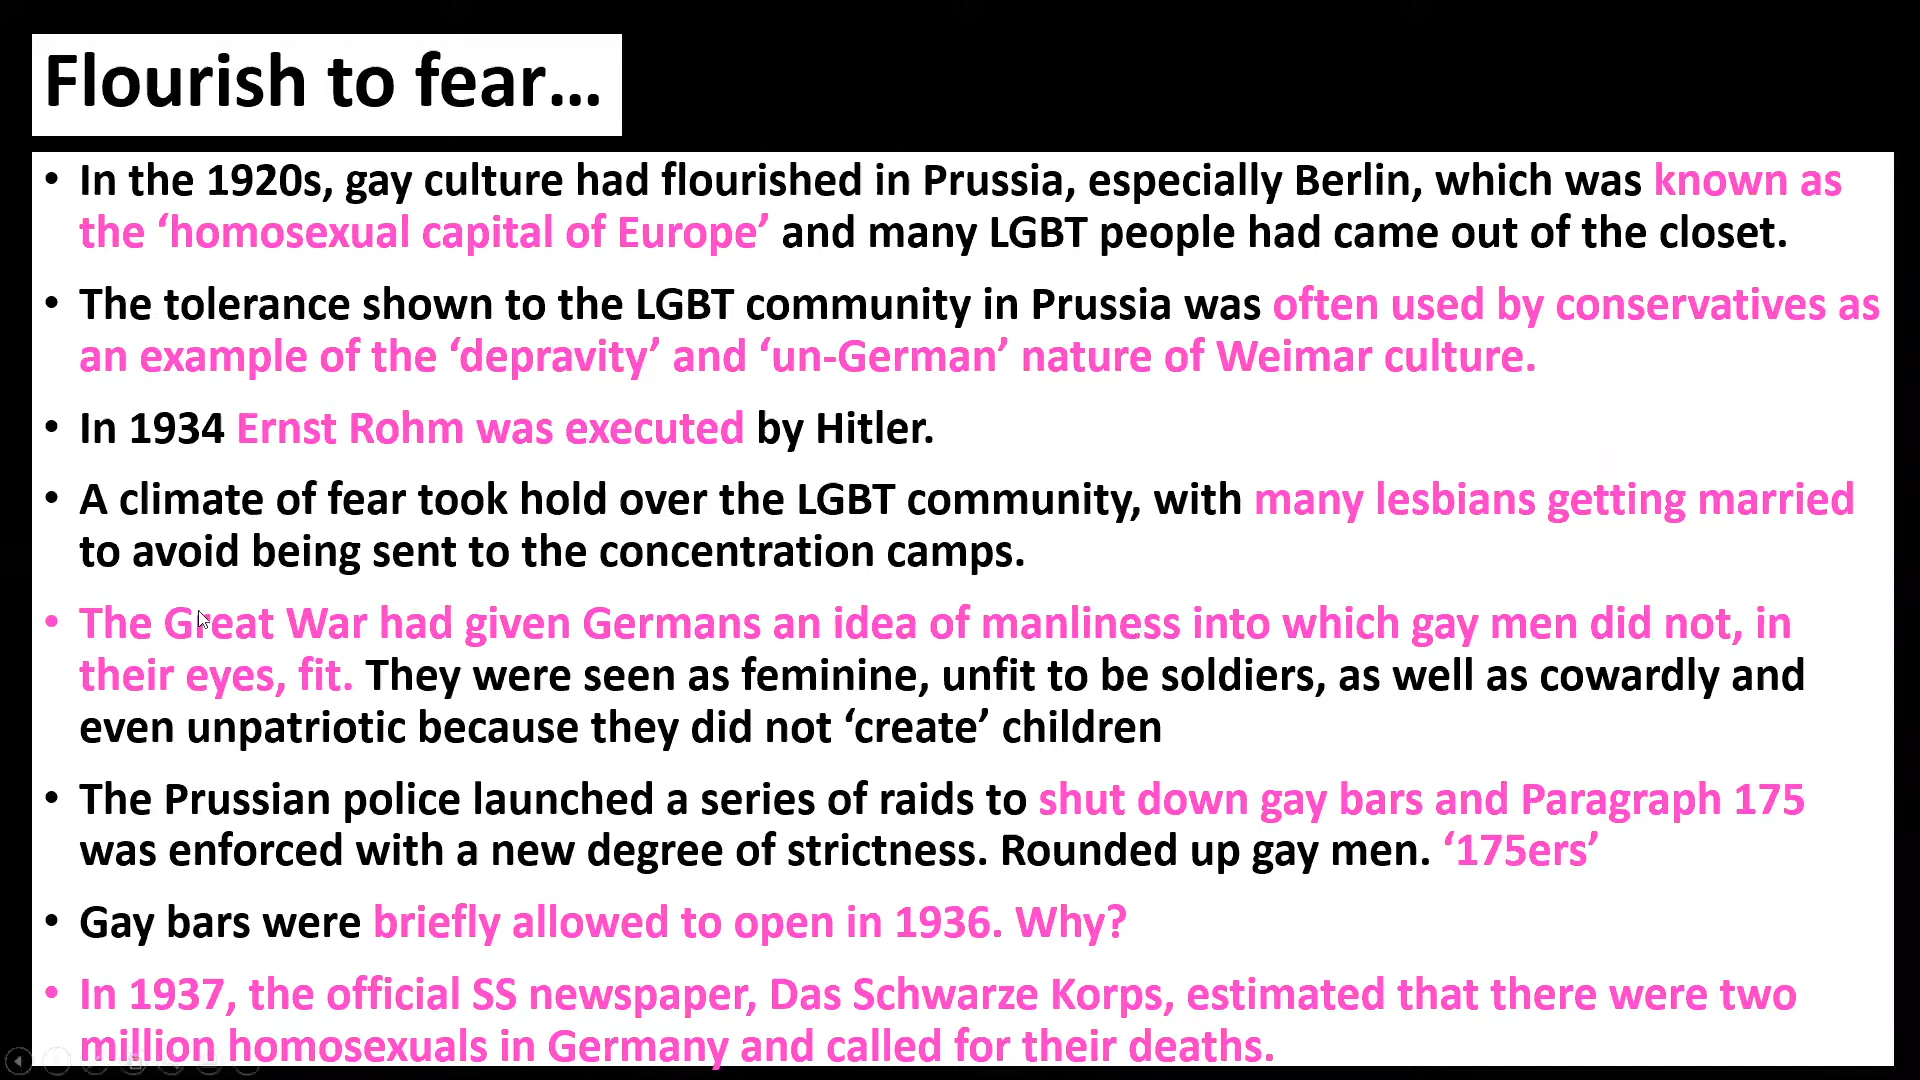 Flourish to fear...
• In the 1920s, gay culture had flourished in Prussia, especially Berlin, which was known as
the ‘homosexual capital of Europe’ and many LGBT people had came out of the closet.
• The tolerance shown to the LGBT community in Prussia was often used by conservatives as
an example of the ‘depravity’ and ‘un-German’ nature of Weimar culture.
• In 1934 Ernst Rohm was executed by Hitler.
• A climate of fear took hold over the LGBT community, with many lesbians getting married
to avoid being sent to the concentration camps.
• The Great War had given Germans an idea of manliness into which gay men did not, in
their eyes, fit. They were seen as feminine, unfit to be soldiers, as well as cowardly and
even unpatriotic because they did not ‘create’ children
• The Prussian police launched a series of raids to shut down gay bars and Paragraph 175
was enforced with a new degree of strictness. Rounded up gay men. ‘175ers’
• Gay bars were briefly allowed to open in 1936. Why?
• In 1937, the official SS newspaper, Das Schwarze Korps, estimated that there were two
million homosexuals in Germany and called for their deaths.